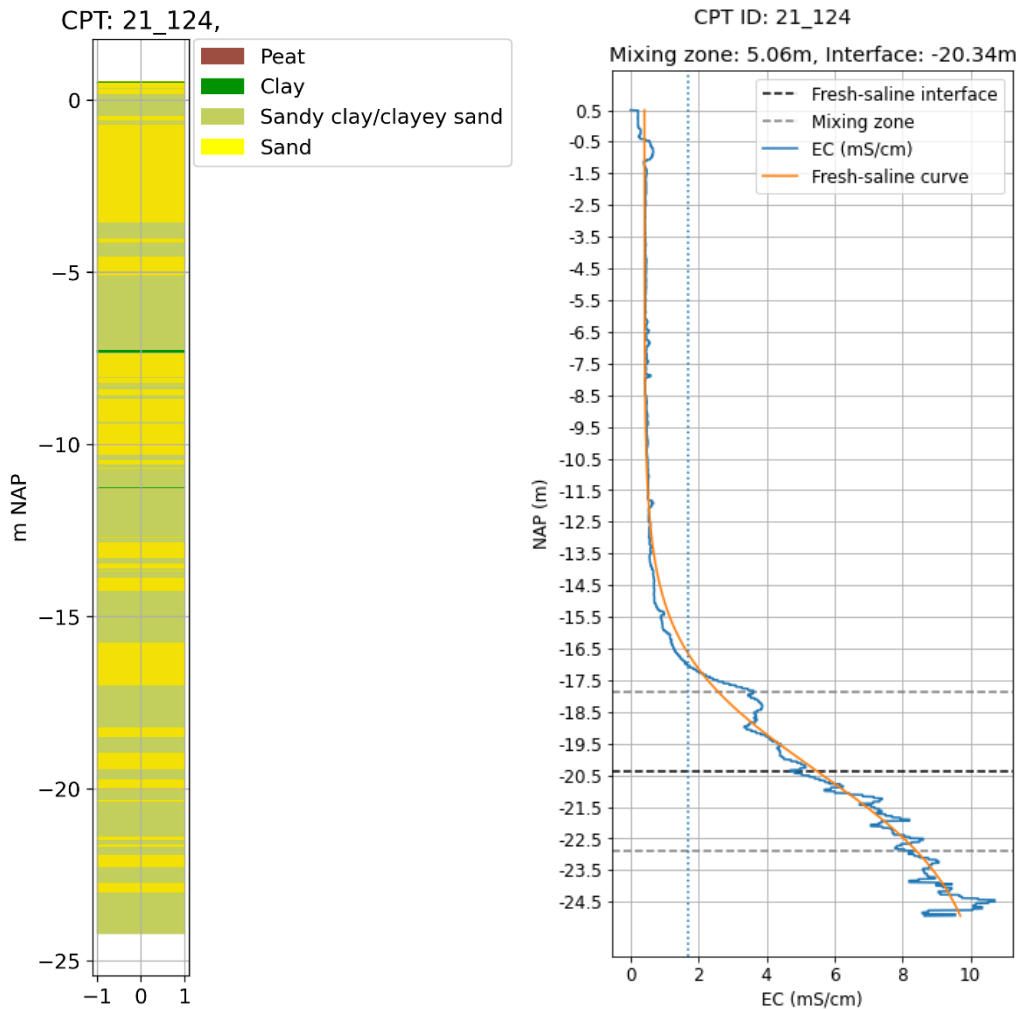 CPT: 21_124,
Peat
Clay
Sandy clay/clayey sand
Sand
0
−5
−10
−15
−20
−25
m NAP
−1 0 1
CPT ID: 21_124
Mixing zone: 5.06m, Interface: -20.34m
Fresh-saline interface
Mixing zone
EC (mS/cm)
Fresh-saline curve
0.5
-0.5
-1.5
-2.5
-3.5
-4.5
-5.5
-6.5
-7.5
-8.5
-9.5
-10.5
-11.5
-12.5
-13.5
-14.5
-15.5
-16.5
-17.5
-18.5
-19.5
-20.5
-21.5
-22.5
-23.5
-24.5
NAP (m)
0 2 4 6 8 10
EC (mS/cm)